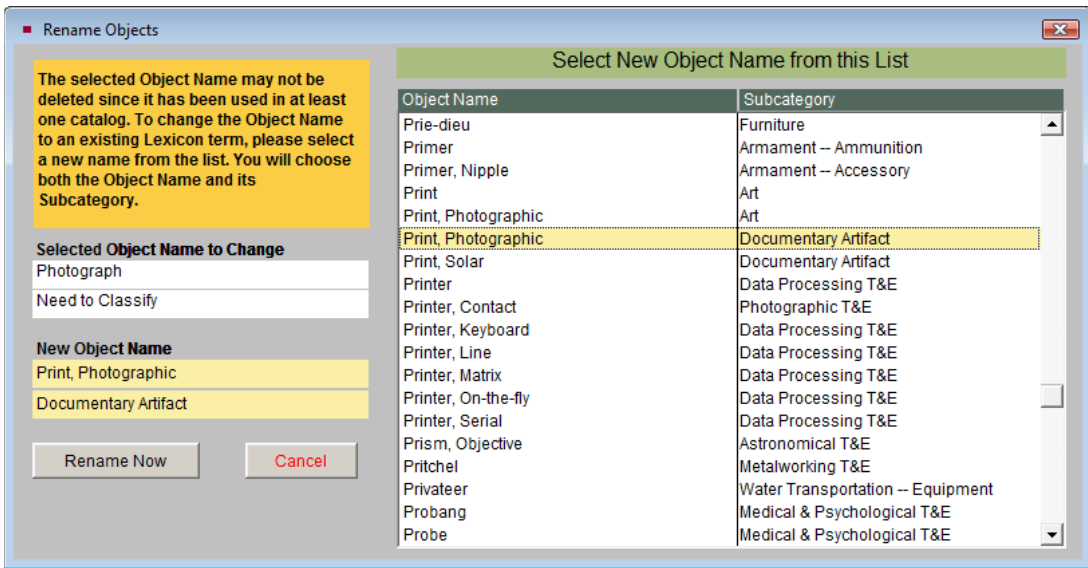 Rename Objects
The selected Object Name may not be
deleted since it has been used in at least
one catalog. To change the Object Name
to an existing Lexicon term, please select
a new name from the list. You will choose
both the Object Name and its
Subcategory.
Selected Object Name to Change
Photograph
Need to Classify
New Object Name
Print, Photographic
Documentary Artifact
Rename Now Cancel
Select New Object Name from this List
Object Name Subcategory
Prie-dieu Furniture
Primer Armament -- Ammunition
Primer, Nipple Armament -- Accessory
Print Art
Print, Photographic Art
Print, Photographic Documentary Artifact
Print, Solar Documentary Artifact
Printer Data Processing T&E
Printer, Contact Photographic T&E
Printer, Keyboard Data Processing T&E
Printer, Line Data Processing T&E
Printer, Matrix Data Processing T&E
Printer, On-the-fly Data Processing T&E
Printer, Serial Data Processing T&E
Prism, Objective Astronomical T&E
Pritchel Metalworking T&E
Privateer Water Transportation -- Equipment
Probang Medical & Psychological T&E
Probe Medical & Psychological T&E